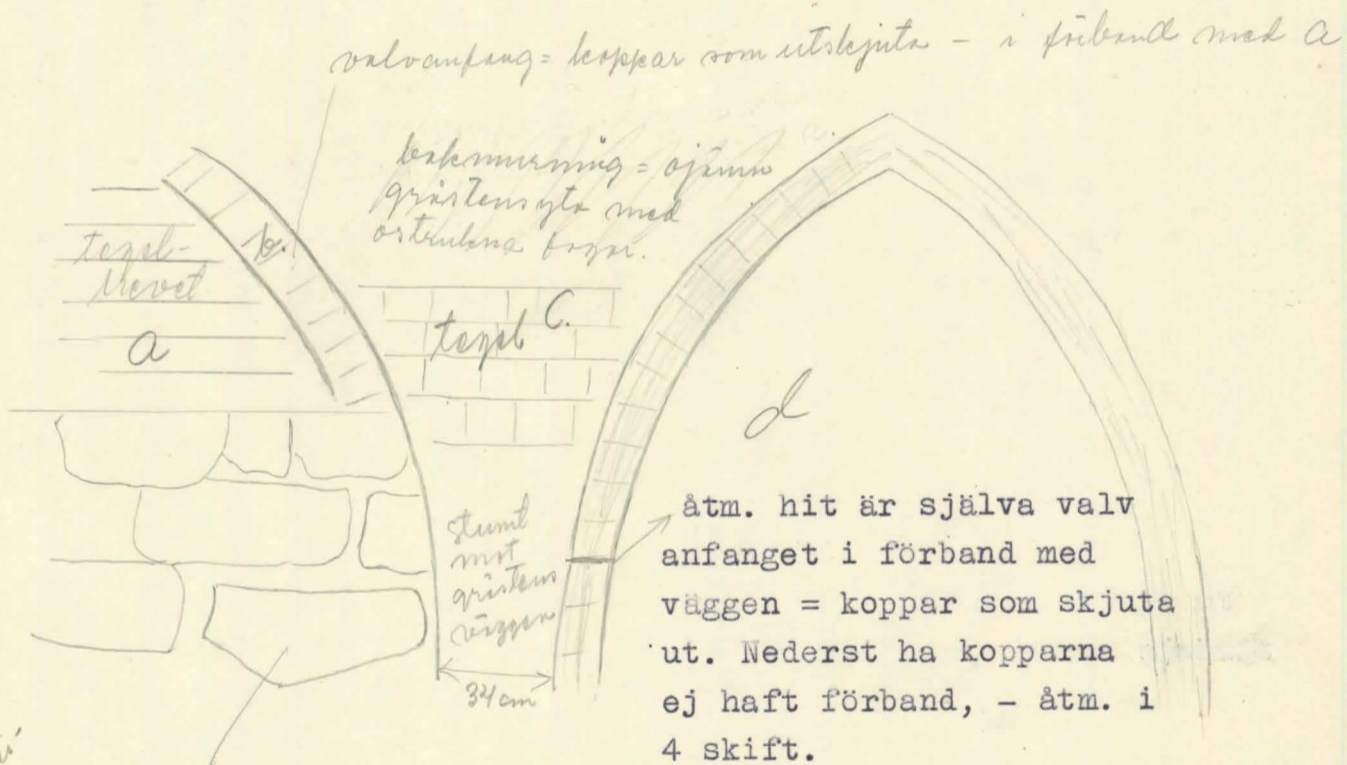 valvanfang = koppar som utskjuta - i förband med a
bakmurning = ojämn
gråstensyta med
ostrukna fogar.
a.
b.
tegel-
a
tegel C.
d
stumt
mot
gråstens
väggen
34 cm
åtm. hit är själva valv
anfanget i förband med
väggen = koppar som skjuta
ut. Nederst ha kopparna
ej haft förband, - åtm. i
4 skift.